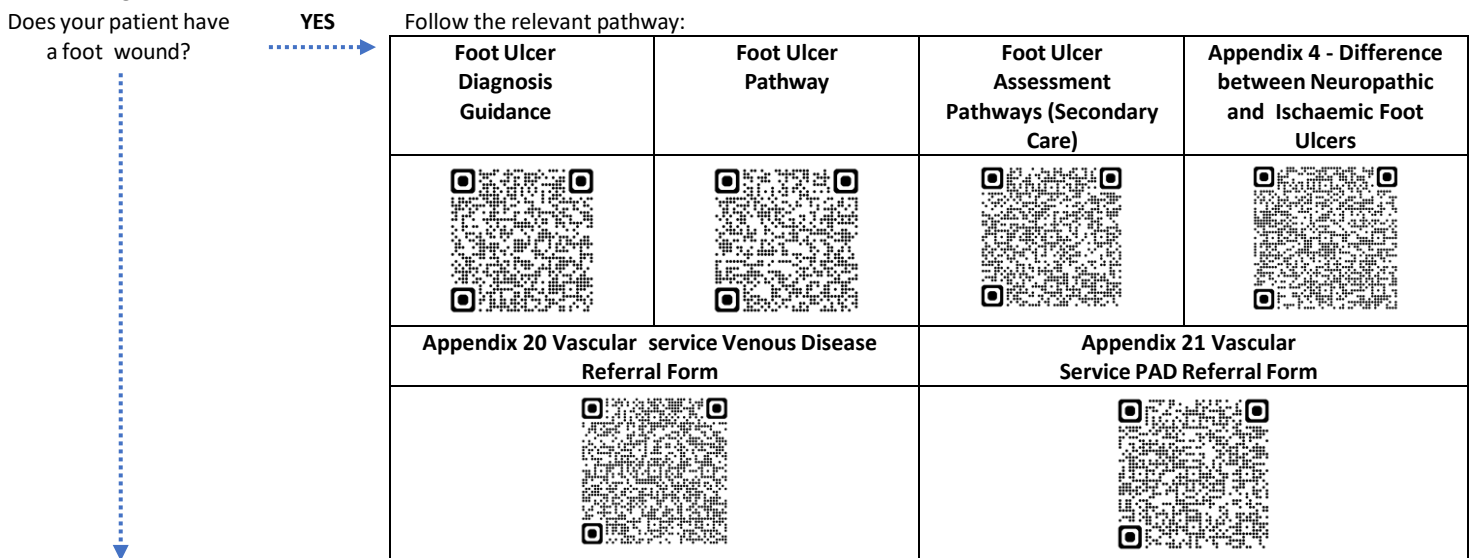 Does your patient have
a foot wound?
YES
Follow the relevant pathway:
Foot Ulcer
Diagnosis
Guidance
Foot Ulcer
Pathway
Foot Ulcer
Assessment
Pathways (Secondary
Care)
Appendix 4 - Difference
between Neuropathic
and Ischaemic Foot
Ulcers
Appendix 20 Vascular service Venous Disease
Referral Form
Appendix 21 Vascular
Service PAD Referral Form